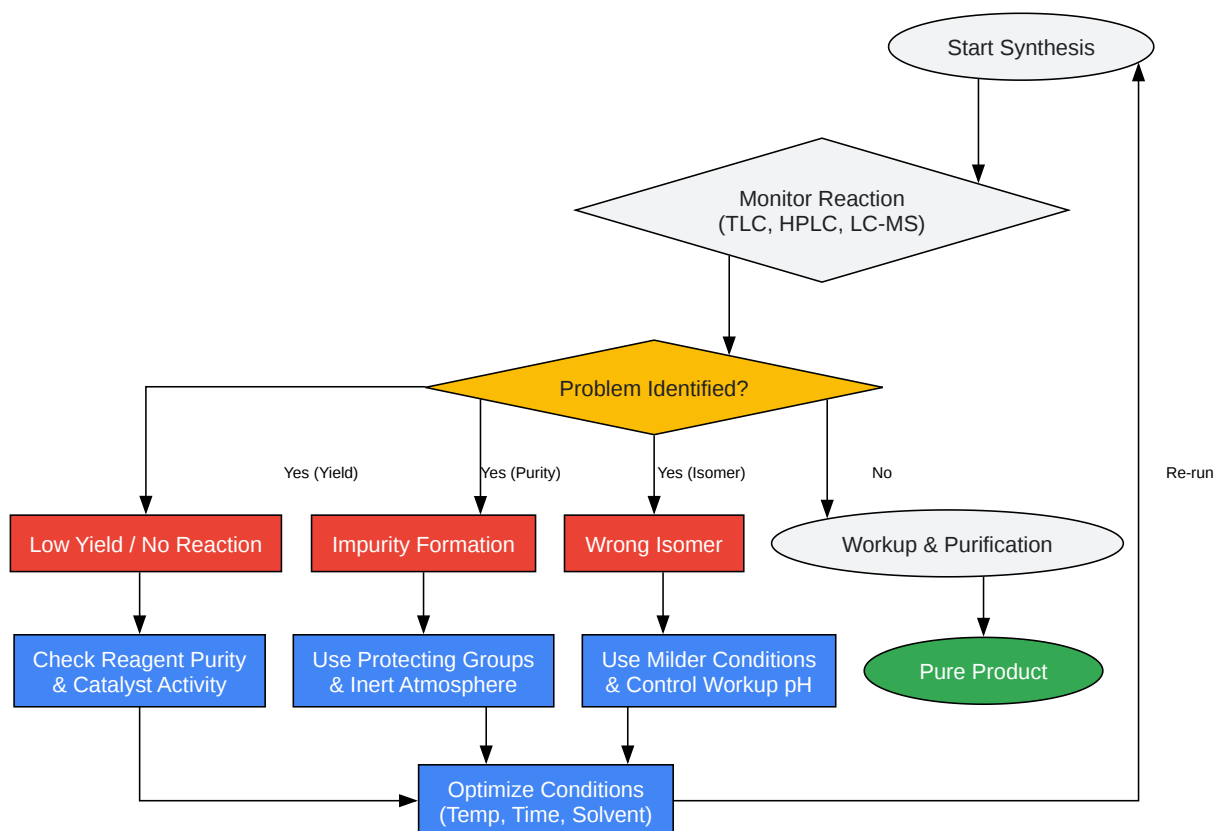 Start Synthesis
Monitor Reaction
(TLC, HPLC, LC-MS)
Problem Identified?
Yes (Yield)
Yes (Purity)
Yes (Isomer)
No
Re-run
Low Yield / No Reaction
Impurity Formation
Wrong Isomer
Workup & Purification
Check Reagent Purity
& Catalyst Activity
Use Protecting Groups
& Inert Atmosphere
Use Milder Conditions
& Control Workup pH
Pure Product
Optimize Conditions
(Temp, Time, Solvent)